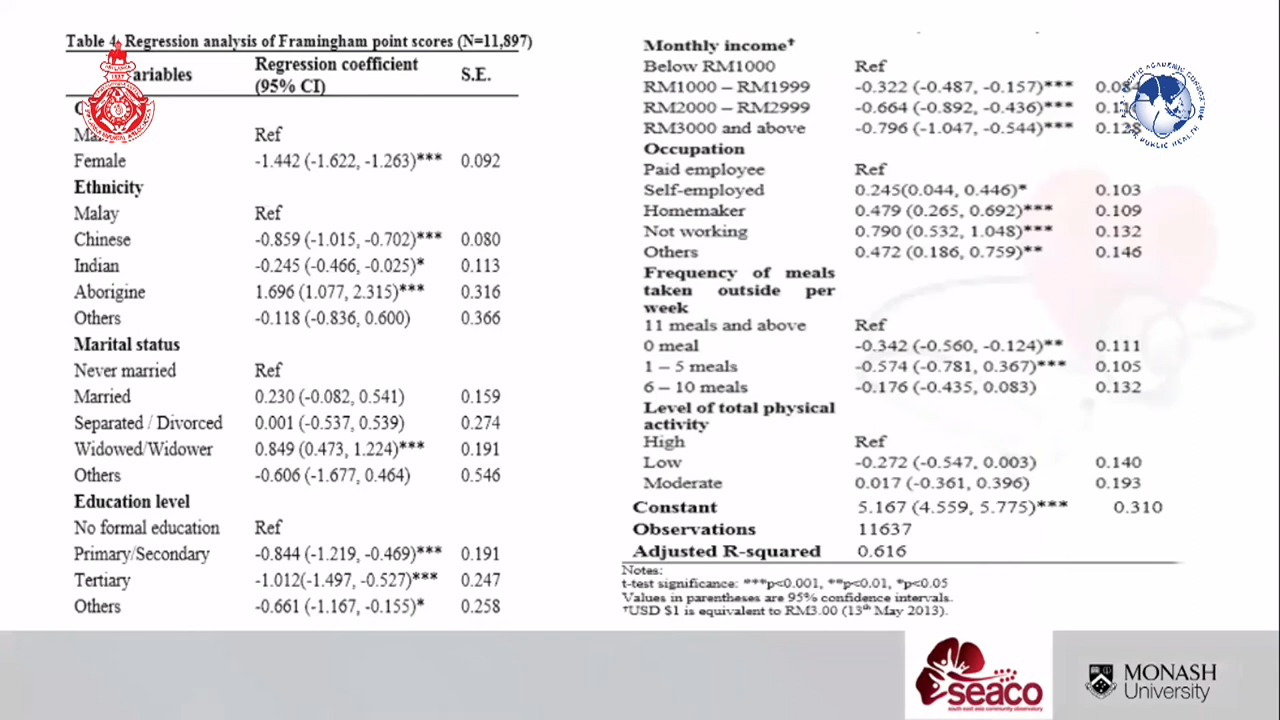 Table 4. Regression analysis of Framingham point scores (N=11,897)
Regression coefficient (95% CI) S.E.
Ref
Female -1.442 (-1.622, -1.263)*** 0.092
Ethnicity
Malay Ref
Chinese -0.859 (-1.015, -0.702)*** 0.080
Indian -0.245 (-0.466, -0.025)* 0.113
Aborigine 1.696 (1.077, 2.315)*** 0.316
Others -0.118 (-0.836, 0.600) 0.366
Marital status
Never married Ref
Married 0.230 (-0.082, 0.541) 0.159
Separated / Divorced 0.001 (-0.537, 0.539) 0.274
Widowed/Widower 0.849 (0.473, 1.224)*** 0.191
Others -0.606 (-1.677, 0.464) 0.546
Education level
No formal education Ref
Primary/Secondary -0.844 (-1.219, -0.469)*** 0.191
Tertiary -1.012(-1.497, -0.527)*** 0.247
Others -0.661 (-1.167, -0.155)* 0.258
Monthly income†
Below RM1000 Ref
RM1000 – RM1999 -0.322 (-0.487, -0.157)***
RM2000 – RM2999 -0.664 (-0.892, -0.436)***
RM3000 and above -0.796 (-1.047, -0.544)*** 0.128
Occupation
Paid employee Ref
Self-employed 0.245(0.044, 0.446)* 0.103
Homemaker 0.479 (0.265, 0.692)*** 0.109
Not working 0.790 (0.532, 1.048)*** 0.132
Others 0.472 (0.186, 0.759)** 0.146
Frequency of meals
taken outside per
week
11 meals and above Ref
0 meal -0.342 (-0.560, -0.124)** 0.111
1 – 5 meals -0.574 (-0.781, 0.367)*** 0.105
6 – 10 meals -0.176 (-0.435, 0.083) 0.132
Level of total physical
activity
High Ref
Low -0.272 (-0.547, 0.003) 0.140
Moderate 0.017 (-0.361, 0.396) 0.193
Constant 5.167 (4.559, 5.775)*** 0.310
Observations 11637
Adjusted R-squared 0.616
Notes:
t-test significance: ***p<0.001, **p<0.01, *p<0.05
Values in parentheses are 95% confidence intervals.
†USD $1 is equivalent to RM3.00 (13th May 2013).
seaco
south east asia community observatory
MONASH
University